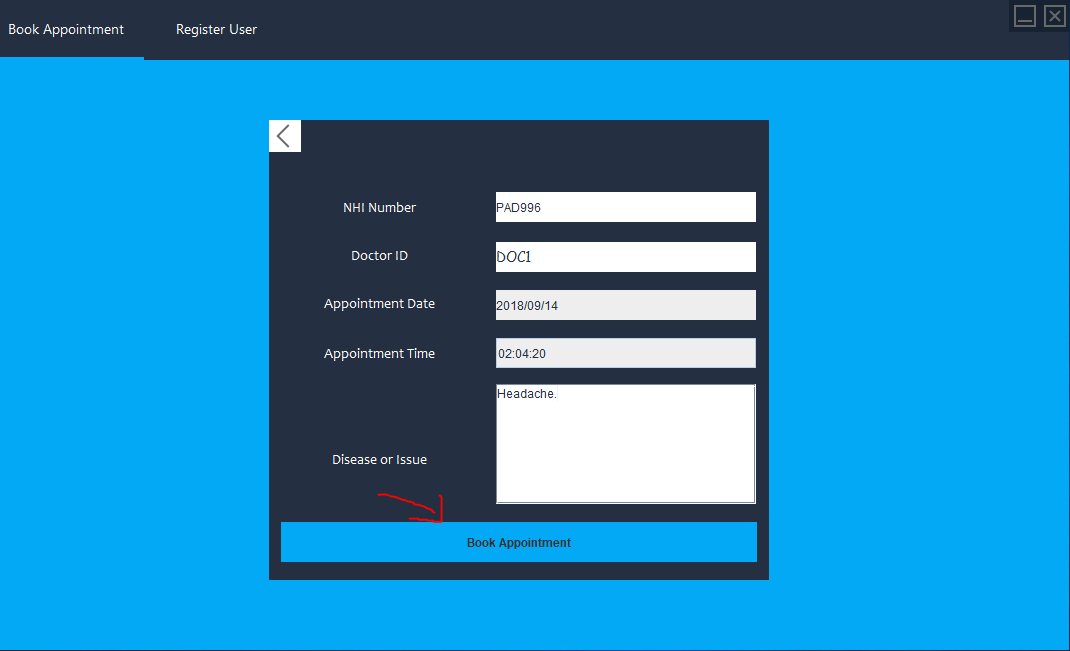 Book Appointment
Register User
NHI Number
PAD996
Doctor ID
DOC1
Appointment Date
2018/09/14
Appointment Time
02:04:20
Headache.
Disease or Issue
Book Appointment